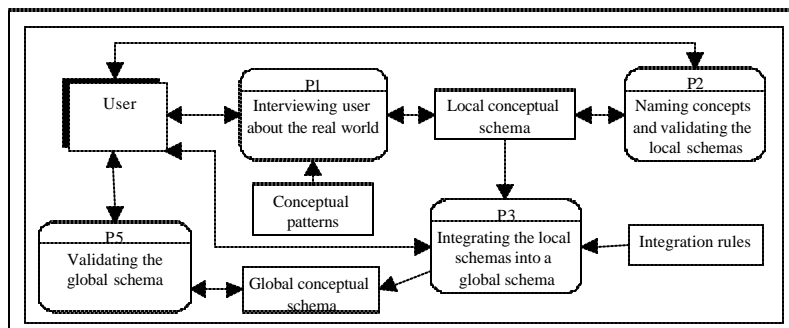 User
P1
Interviewing user
about the real
world
Local conceptual
schema
P2
Naming concepts
and validating the
local schemas
Conceptual
patterns
P3
Integrating the local
schemas into a
global schema
Integration rules
P5
Validating the
global schema
Global conceptual
schema